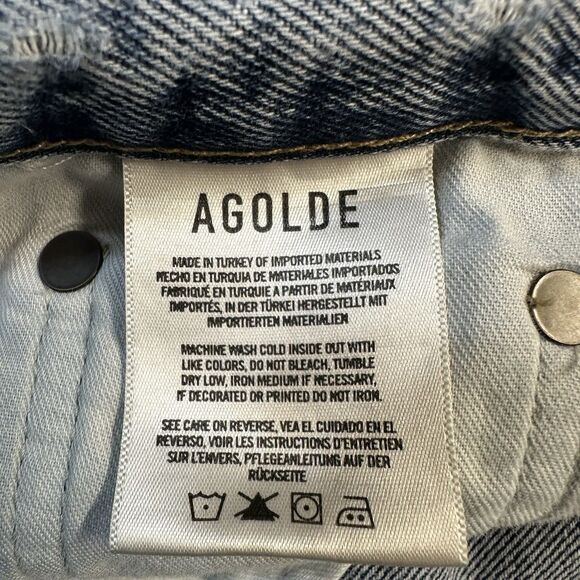 AGOLDE
MADE IN TURKEY OF IMPORTED MATERIALS
HECHO EN TURQUIA DE MATERIALES IMPORTADOS
FABRIQUÉ EN TURQUIE A PARTIR DE MATÉRIAUX
IMPORTÉS, IN DER TÜRKEI HERGESTELLT MIT
IMPORTIERTEN MATERIALIEN
MACHINE WASH COLD INSIDE OUT WITH
LIKE COLORS, DO NOT BLEACH, TUMBLE
DRY LOW, IRON MEDIUM IF NECESSARY,
IF DECORATED OR PRINTED DO NOT IRON.
SEE CARE ON REVERSE, VEA EL CUIDADO EN EL
REVERSO, VOIR LES INSTRUCTIONS D'ENTRETIEN
SUR L'ENVERS, PFLEGEANLEITUNG AUF DER
RÜCKSEITE